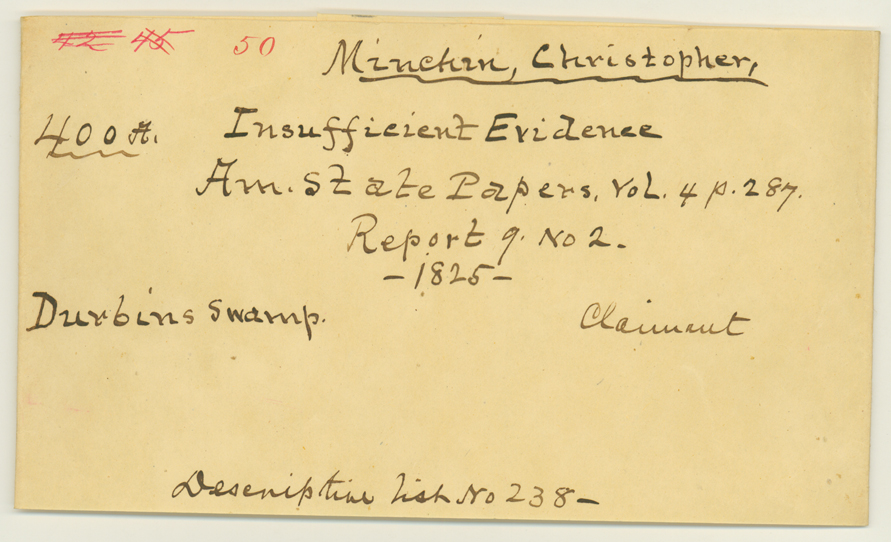 42 45 50
Minchin, Christopher,
400 A. Insufficient Evidence
Am. State Papers, Vol. 4 p. 287.
Report 9. No 2.
-1825-
Durbins Swamp. Claimant
Descriptive list No 238-